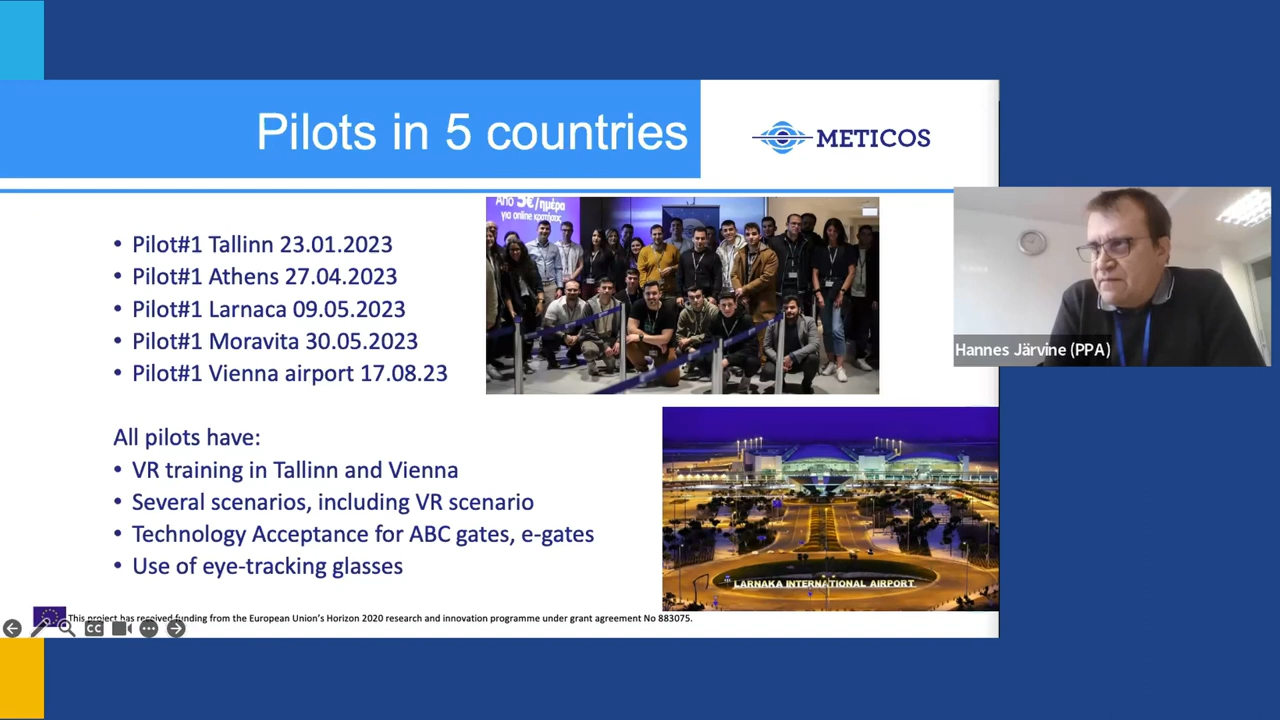 Pilots in 5 countries
METICOS
• Pilot#1 Tallinn 23.01.2023
• Pilot#1 Athens 27.04.2023
• Pilot#1 Larnaca 09.05.2023
• Pilot#1 Moravita 30.05.2023
• Pilot#1 Vienna airport 17.08.23
Από 5€/ημέρα
για online κρατήσεις
Hannes Järvine (PPA)
All pilots have:
• VR training in Tallinn and Vienna
• Several scenarios, including VR scenario
• Technology Acceptance for ABC gates, e-gates
• Use of eye-tracking glasses
LARNAKA INTERNATIONAL AIRPORT
This project has received funding from the European Union's Horizon 2020 research and innovation programme under grant agreement No 883075.
CC